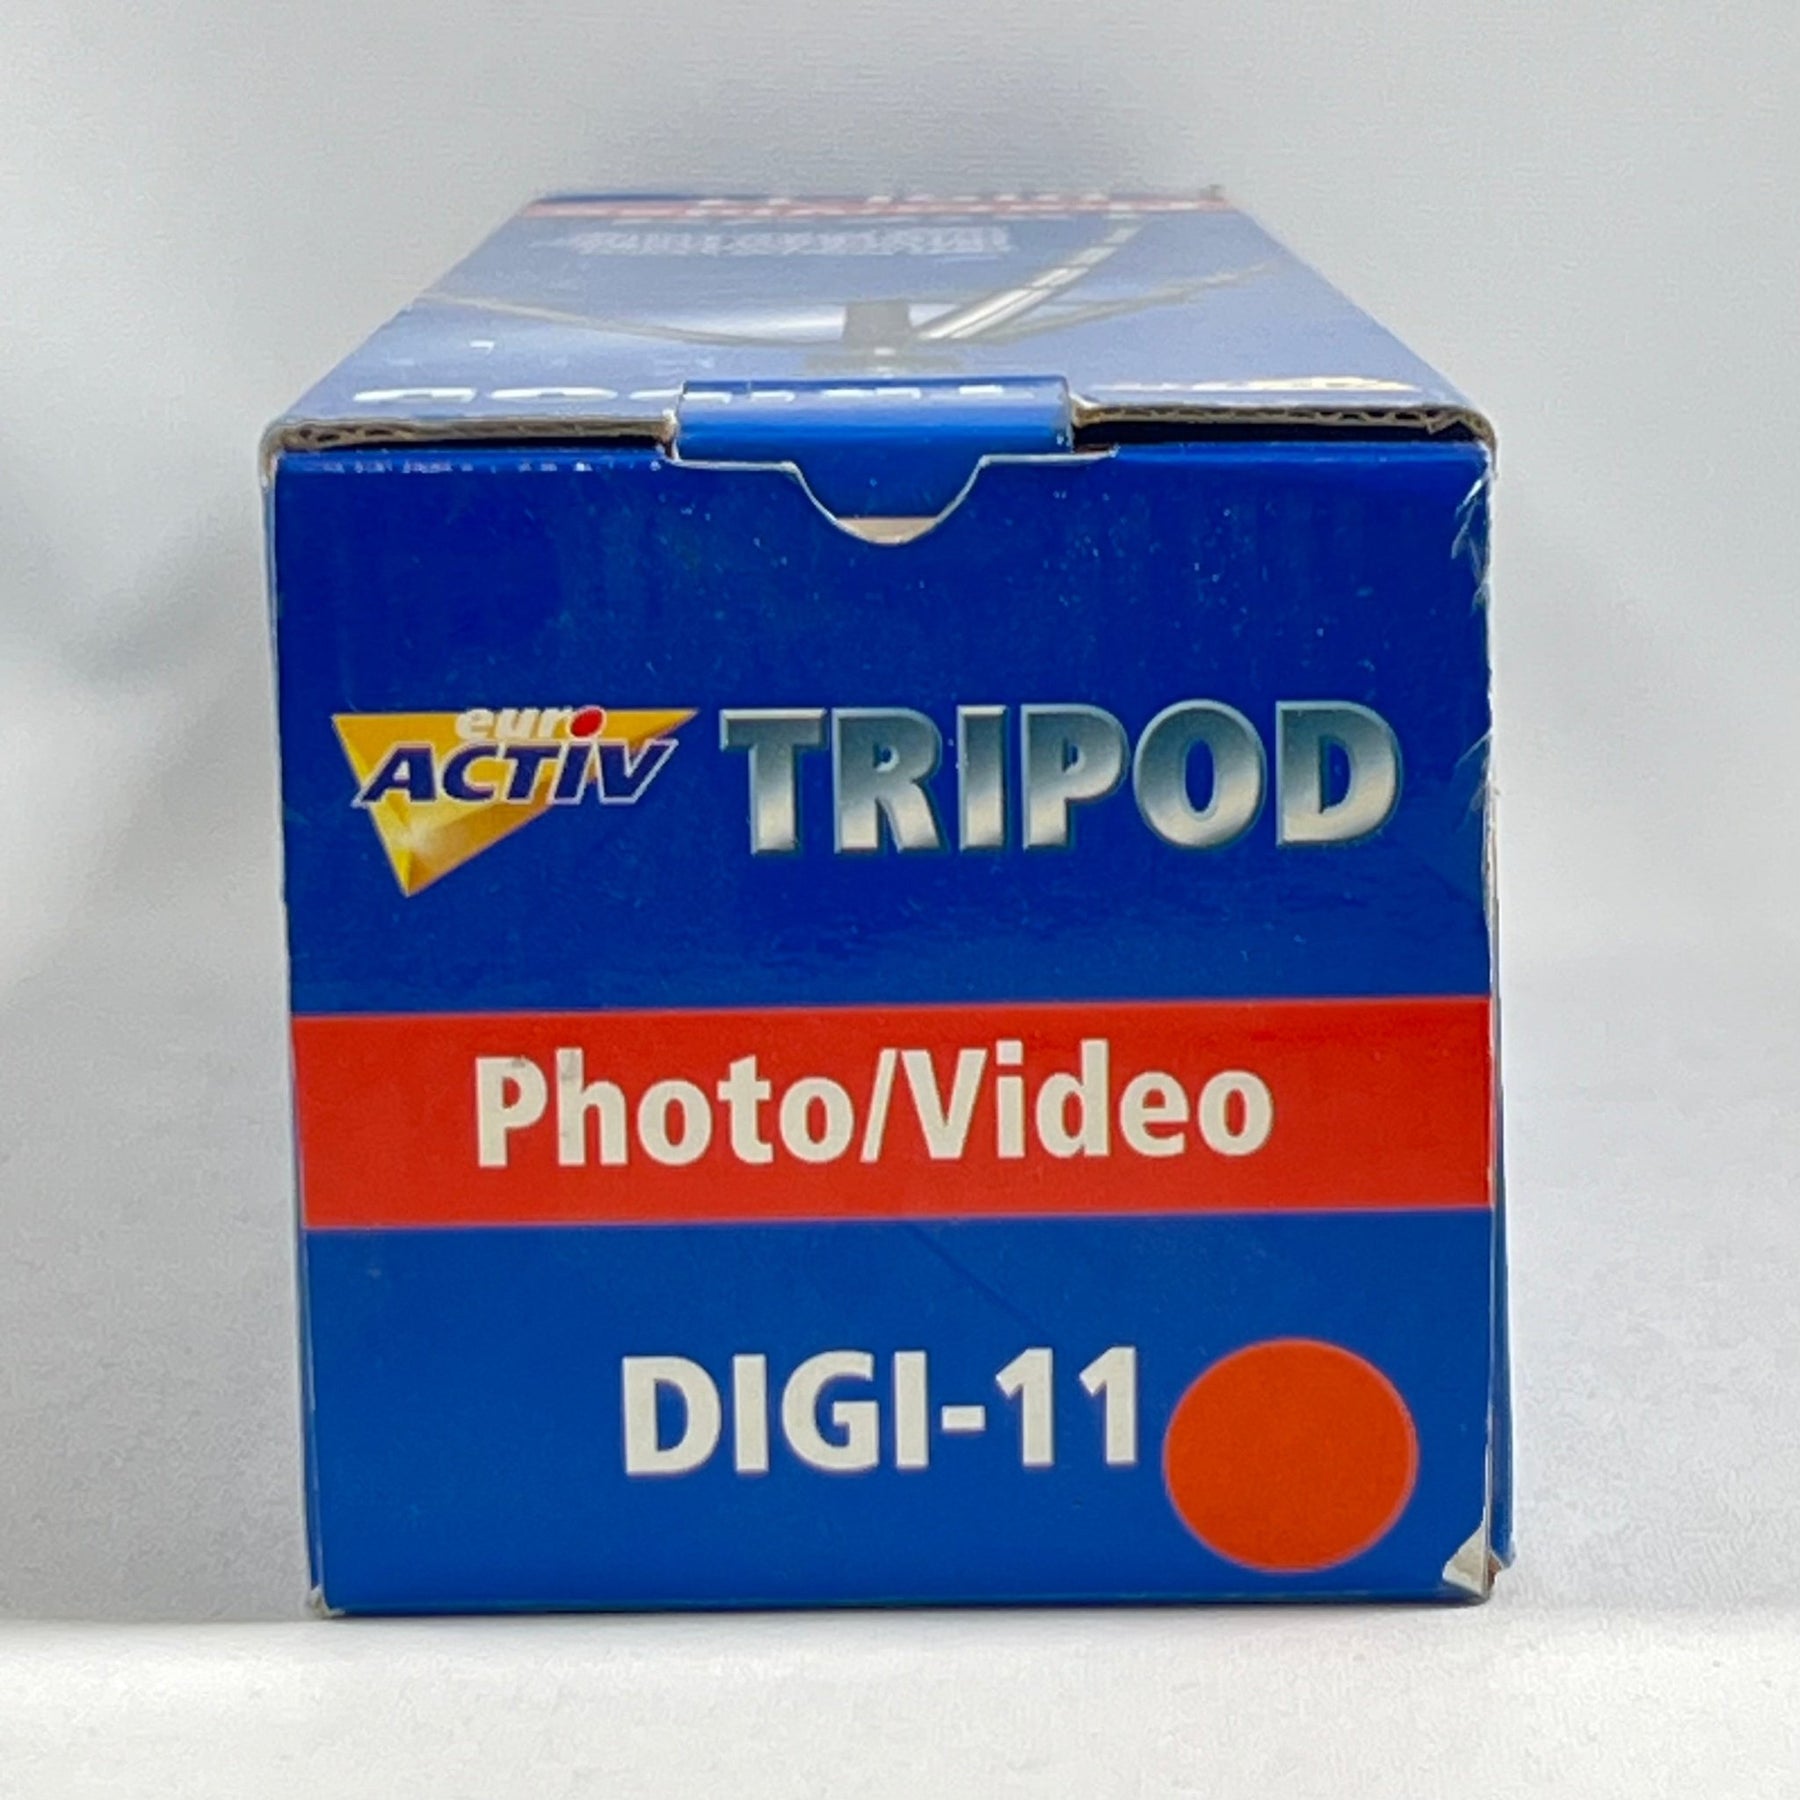 euro
ACTIV
TRIPOD
Photo/Video
DIGI-11